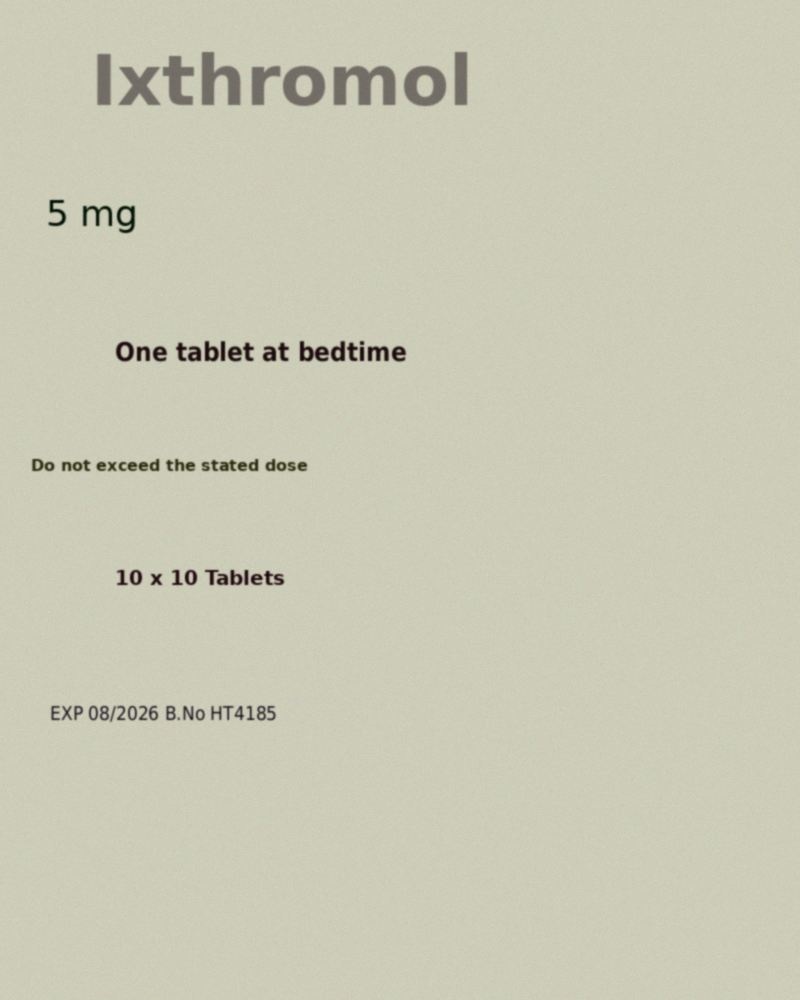 Ixthromol
5 mg
One tablet at bedtime
Do not exceed the stated dose
10 x 10 Tablets
EXP 08/2026 B.No HT4185